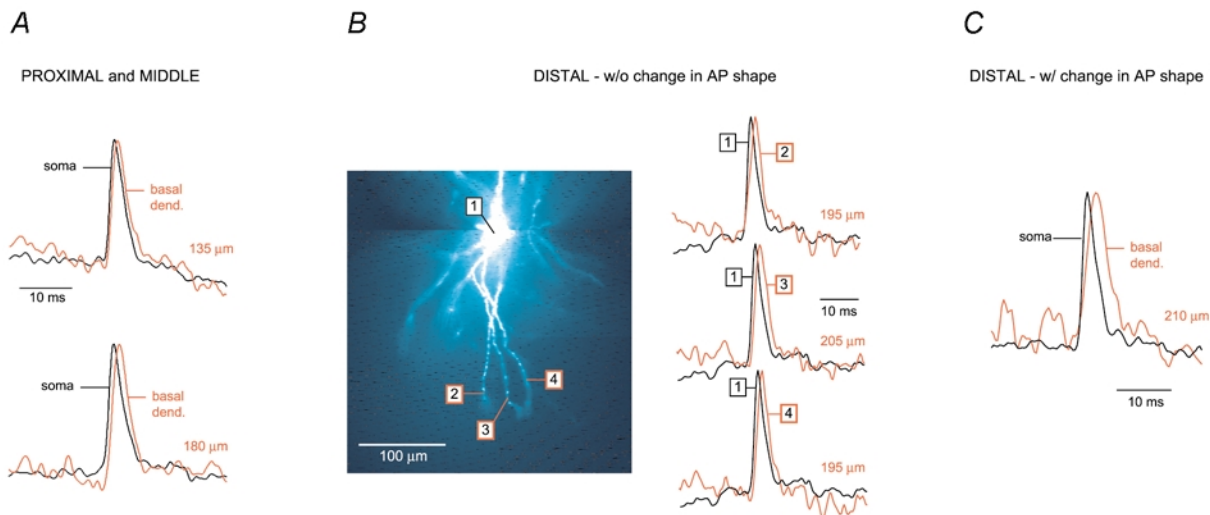 A
PROXIMAL and MIDDLE
soma
basal
dend.
135 µm
10 ms
soma
basal
dend.
180 µm
B
DISTAL - w/o change in AP shape
1
2
3
4
100 µm
1
2
195 µm
1
3
10 ms
205 µm
1
4
195 µm
C
DISTAL - w/ change in AP shape
soma
basal
dend.
210 µm
10 ms